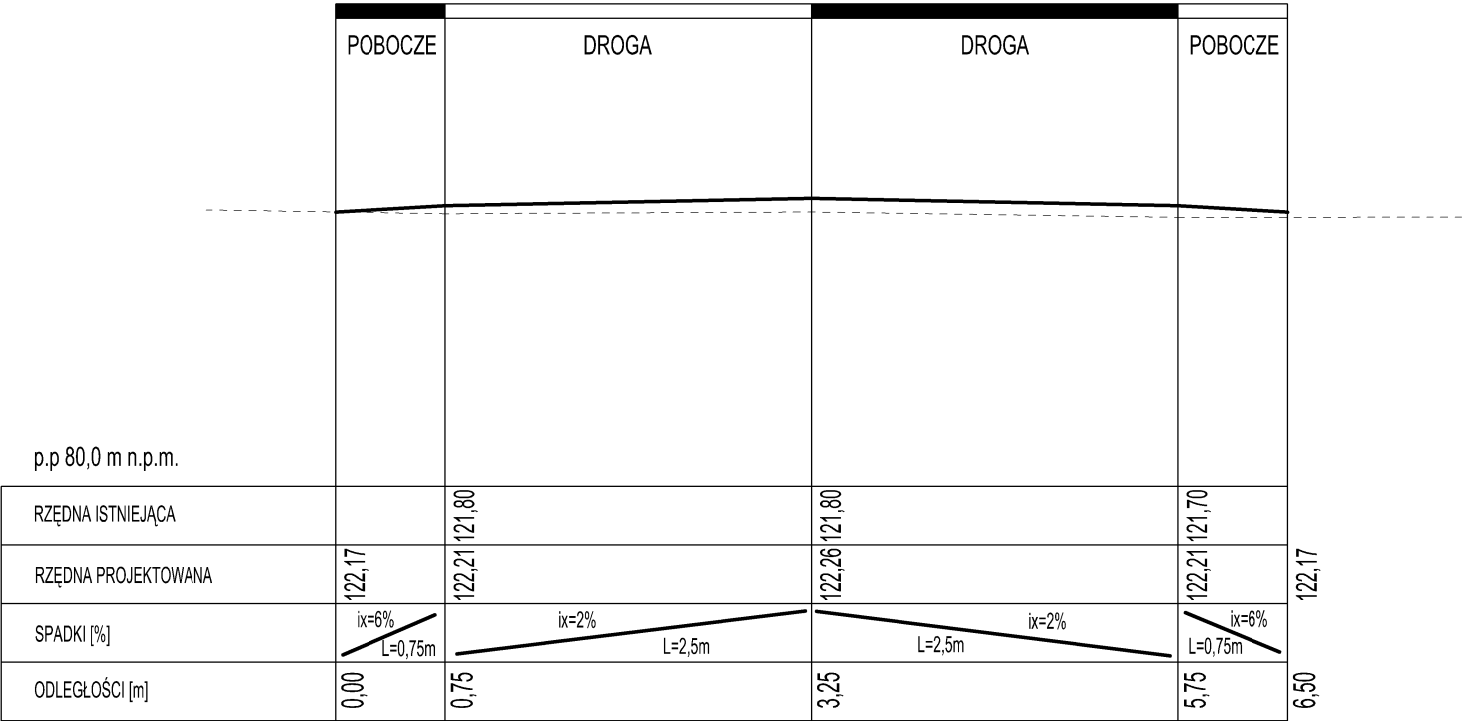 POBOCZE DROGA DROGA POBOCZE
p.p 80,0 m n.p.m.
RZĘDNA ISTNIEJĄCA 121,80 121,80 121,70
RZĘDNA PROJEKTOWANA 122,17 122,21 122,26 122,21 122,17
SPADKI [%] ix=6% L=0,75m ix=2% L=2,5m ix=2% L=2,5m ix=6% L=0,75m
ODLEGŁOŚCI [m] 0,00 0,75 3,25 5,75 6,50